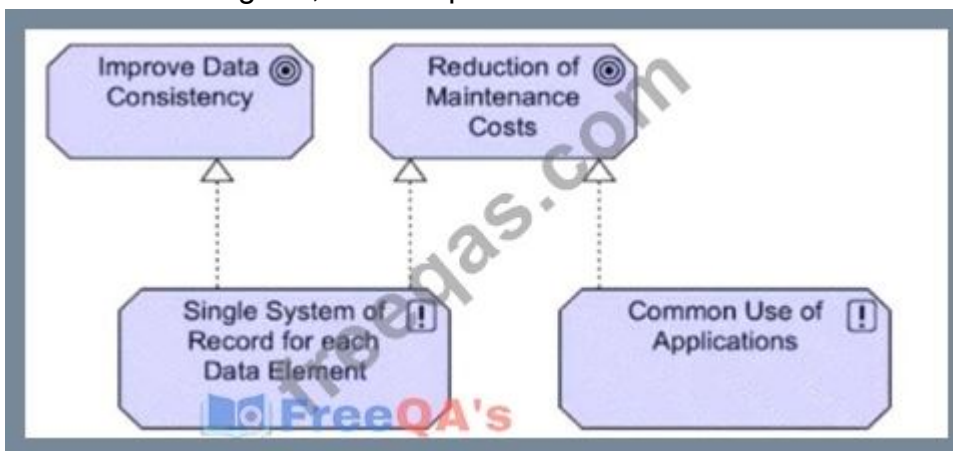 Improve Data
Consistency
Reduction of
Maintenance
Costs
Single System of
Record for each
Data Element
Common Use of
Applications
freeqas.com
FreeQA's